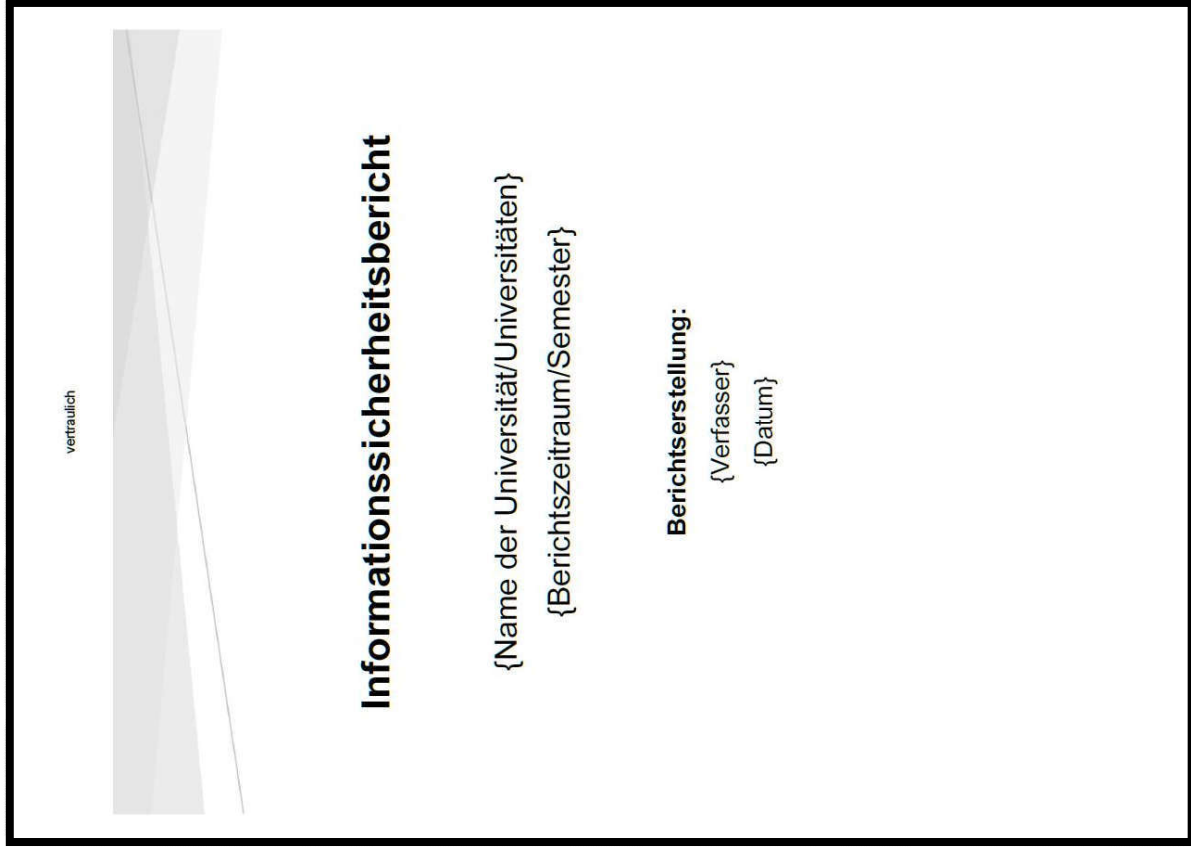 vertraulich
Informationssicherheitsbericht
{Name der Universität/Universitäten}
{Berichtszeitraum/Semester}
Berichtserstellung:
{Verfasser}
{Datum}